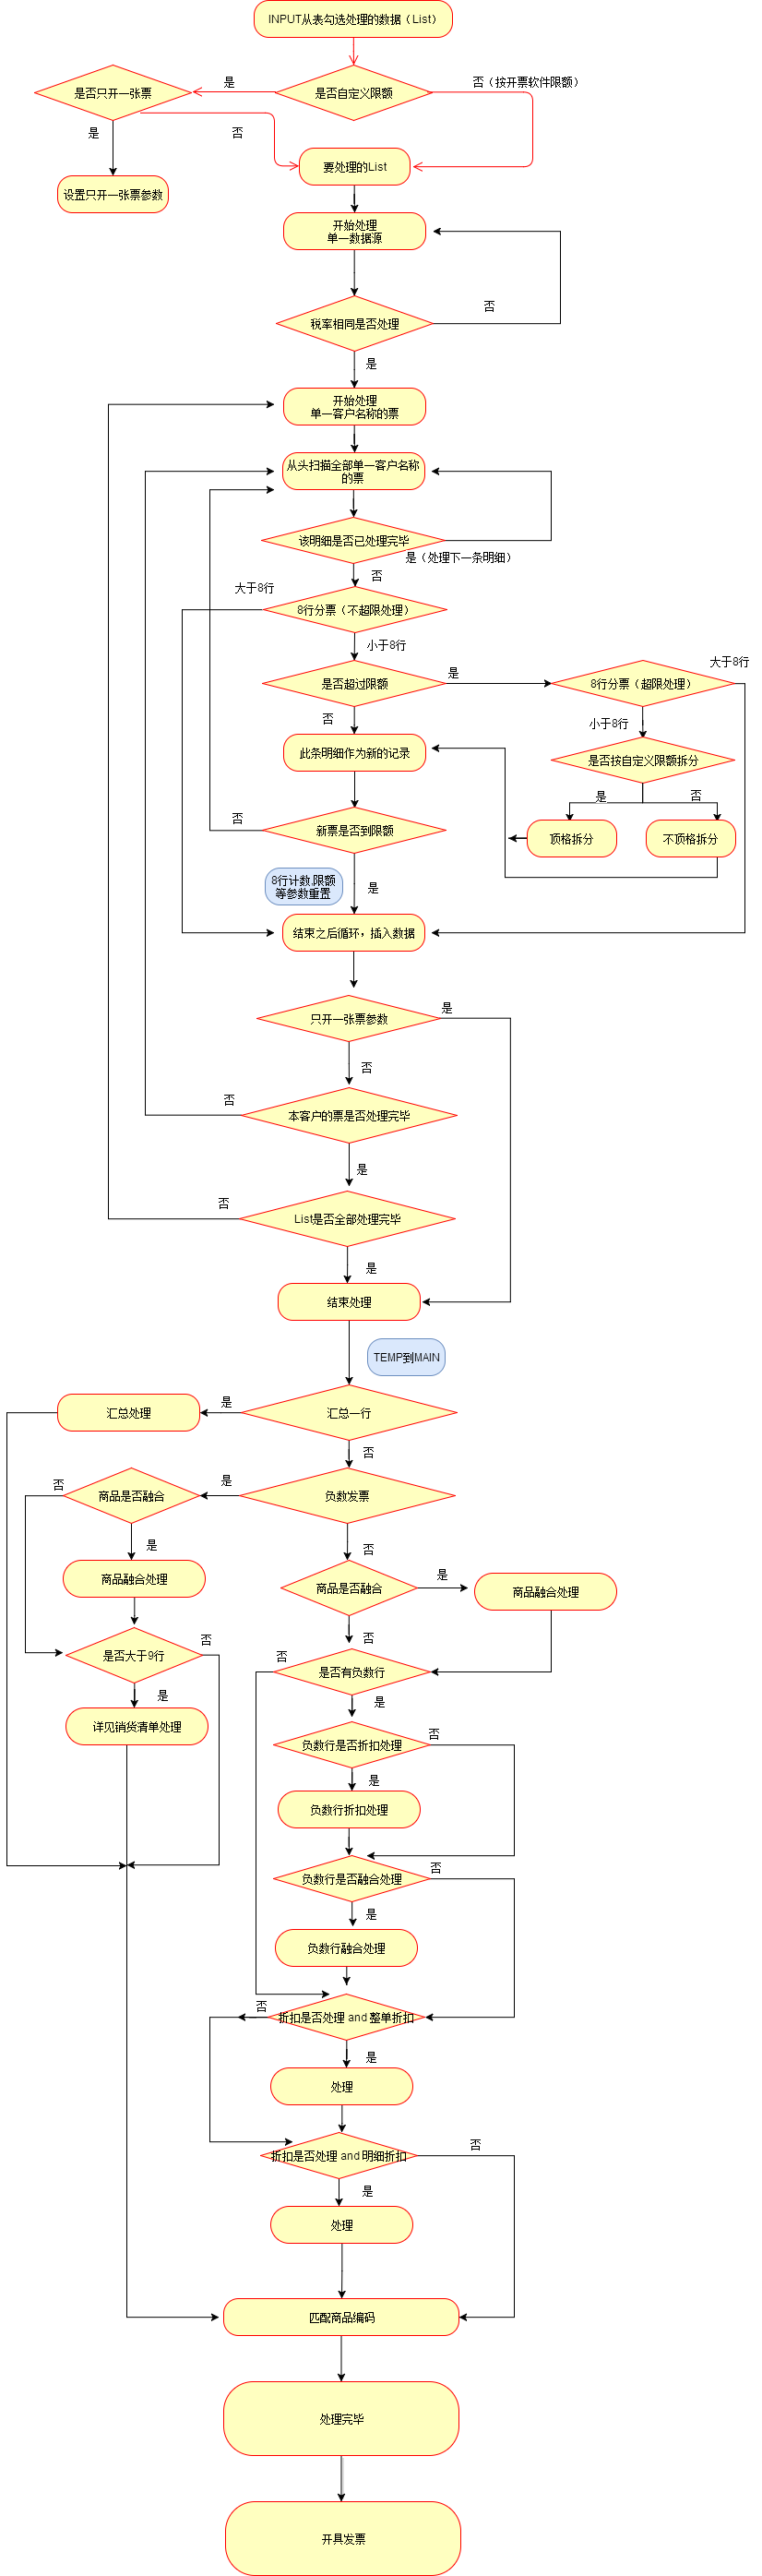 INPUT从表勾选处理的数据（List）
是否只开一张票
是
是否自定义限额
否（按开票软件限额）
是
否
要处理的List
设置只开一张票参数
开始处理
单一数据源
税率相同是否处理
否
是
开始处理
单一客户名称的票
从头扫描全部单一客户名称
的票
该明细是否已处理完毕
是（处理下一条明细）
否
大于8行
8行分票（不超限处理）
小于8行
是否超过限额
是
8行分票（超限处理）
大于8行
否
小于8行
此条明细作为新的记录
是否按自定义限额拆分
是
否
否
新票是否到限额
顶格拆分
不顶格拆分
8行计数,限额
等参数重置
是
结束之后循环，插入数据
只开一张票参数
是
否
否
本客户的票是否处理完毕
是
否
List是否全部处理完毕
是
结束处理
TEMP到MAIN
汇总处理
是
汇总一行
否
否
商品是否融合
是
负数发票
是
否
商品融合处理
商品是否融合
是
商品融合处理
否
是否大于9行
否
否
是否有负数行
是
是
详见销货清单处理
负数行是否折扣处理
否
是
负数行折扣处理
负数行是否融合处理
否
是
负数行融合处理
否
折扣是否处理 and 整单折扣
是
处理
折扣是否处理 and 明细折扣
否
是
处理
匹配商品编码
处理完毕
开具发票